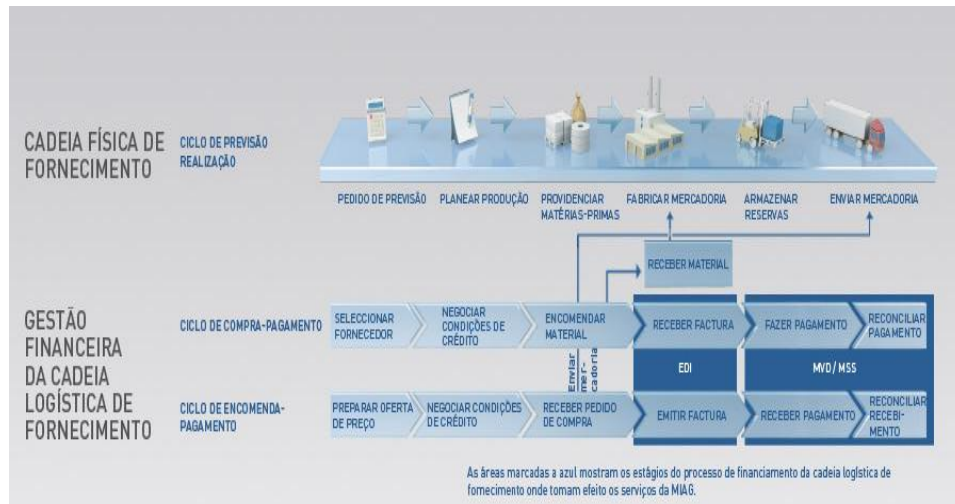 CADEIA FÍSICA DE
FORNECIMENTO
CICLO DE PREVISÃO
REALIZAÇÃO
PEDIDO DE PREVISÃO
PLANEAR PRODUÇÃO
PROVIDENCIAR
MATÉRIAS-PRIMAS
FABRICAR MERCADORIA
ARMAZENAR
RESERVAS
ENVIAR MERCADORIA
RECEBER MATERIAL
GESTÃO
FINANCEIRA
DA CADEIA
LOGÍSTICA DE
FORNECIMENTO
CICLO DE COMPRA-PAGAMENTO
SELECCIONAR
FORNECEDOR
NEGOCIAR
CONDIÇÕES DE
CRÉDITO
ENCOMENDAR
MATERIAL
RECEBER FACTURA
FAZER PAGAMENTO
RECONCILIAR
PAGAMENTO
Enviar
mer-
cadoria
EDI
MVD / MSS
CICLO DE ENCOMENDA-
PAGAMENTO
PREPARAR OFERTA
DE PREÇO
NEGOCIAR CONDIÇÕES
DE CRÉDITO
RECEBER PEDIDO
DE COMPRA
EMITIR FACTURA
RECEBER PAGAMENTO
RECONCILIAR
RECEBI-
MENTO
As áreas marcadas a azul mostram os estágios do processo de financiamento da cadeia logística de
fornecimento onde tomam efeito os serviços da MIAG.